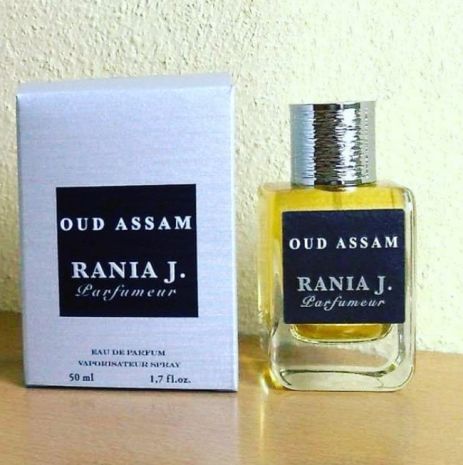 OUD ASSAM
RANIA J.
Parfumeur
EAU DE PARFUM
VAPORISATEUR SPRAY
50 ml 1,7 fl.oz.
OUD ASSAM
RANIA J.
Parfumeur